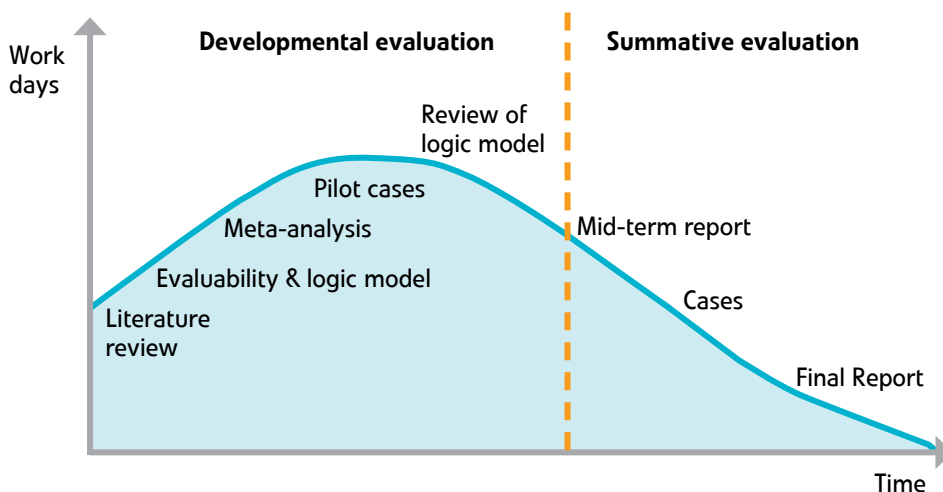 Developmental evaluation
Summative evaluation
Work
days
Review of
logic model
Pilot cases
Meta-analysis
Mid-term report
Evaluability & logic model
Cases
Literature
review
Final Report
Time